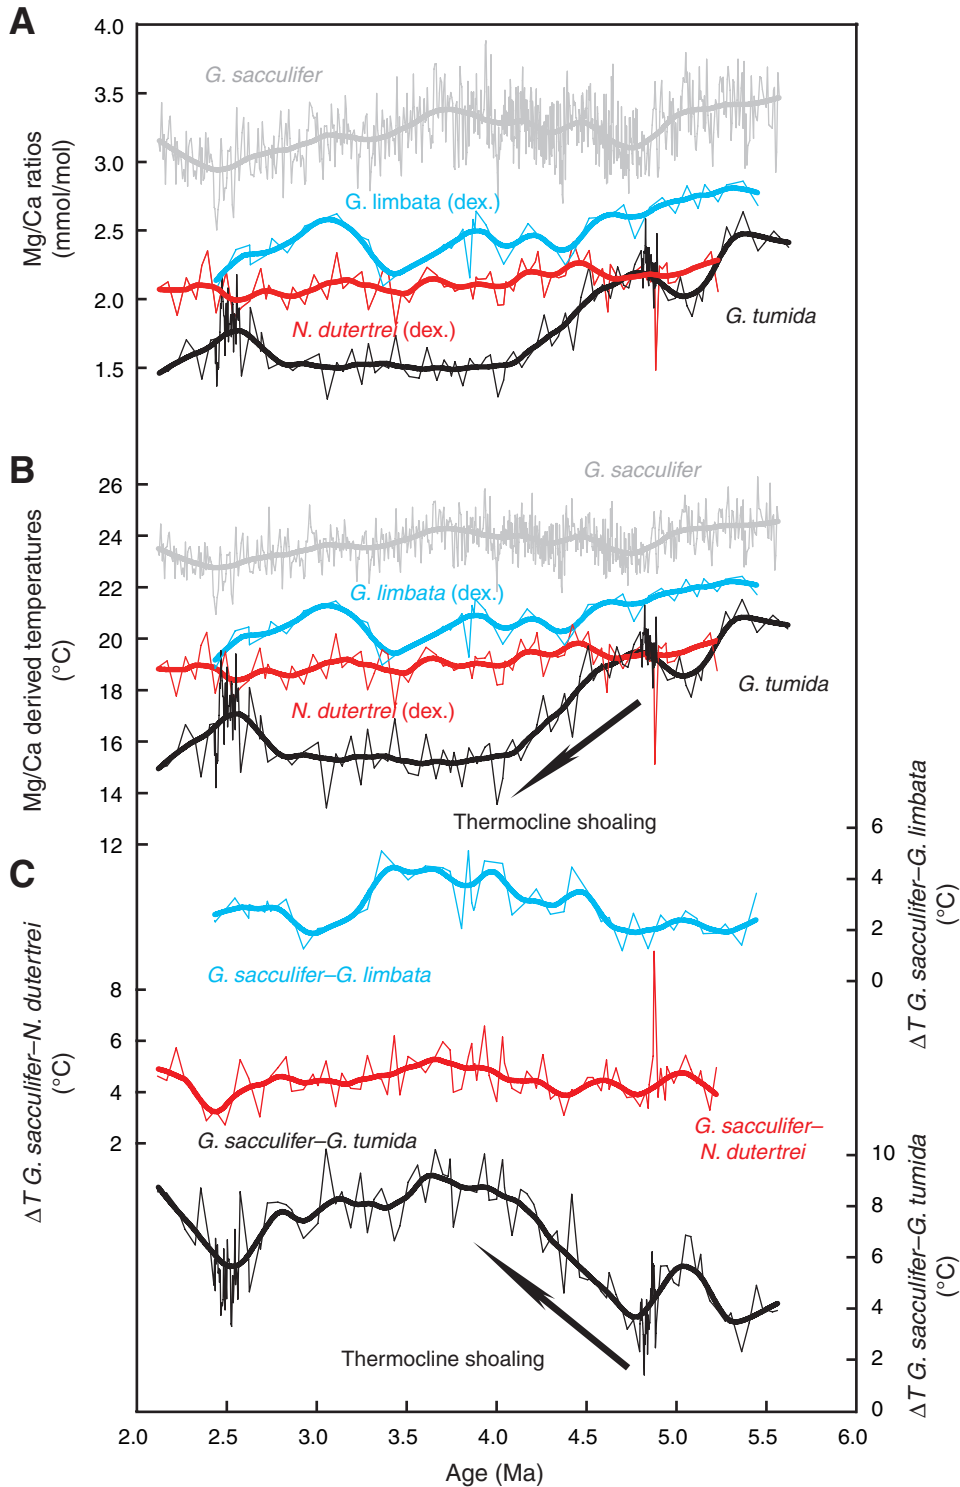 A
4.0
3.5
3.0
2.5
2.0
1.5
Mg/Ca ratios
(mmol/mol)
G. sacculifer
G. limbata (dex.)
N. dutertrei (dex.)
G. tumida
B
26
24
22
20
18
16
14
12
Mg/Ca derived temperatures
(°C)
G. sacculifer
G. limbata (dex.)
N. dutertrei (dex.)
G. tumida
Thermocline shoaling
C
6
4
2
0
ΔT G. sacculifer–G. limbata
(°C)
G. sacculifer–G. limbata
8
6
4
2
ΔT G. sacculifer–N. dutertrei
(°C)
G. sacculifer–
N. dutertrei
G. sacculifer–G. tumida
10
8
6
4
2
0
ΔT G. sacculifer–G. tumida
(°C)
Thermocline shoaling
2.0 2.5 3.0 3.5 4.0 4.5 5.0 5.5 6.0
Age (Ma)